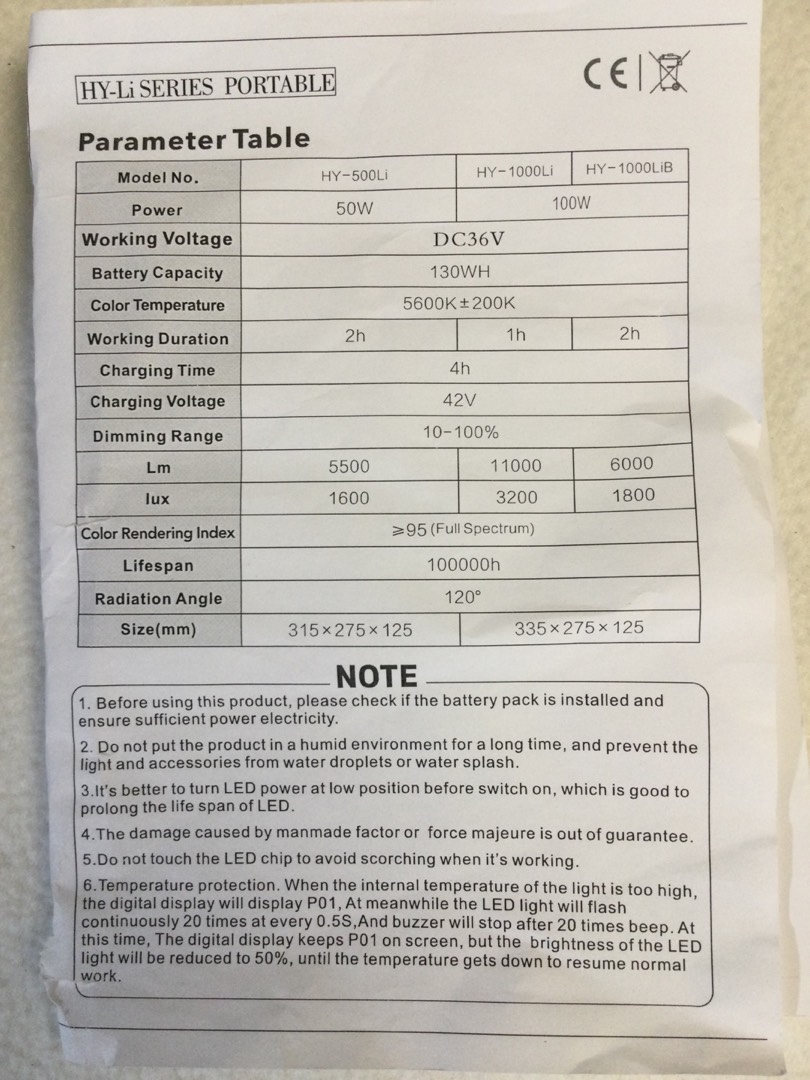 HY-Li SERIES PORTABLE
CE
Parameter Table
Model No. HY-500Li HY-1000Li HY-1000LiB
Power 50W 100W
Working Voltage DC36V
Battery Capacity 130WH
Color Temperature 5600K±200K
Working Duration 2h 1h 2h
Charging Time 4h
Charging Voltage 42V
Dimming Range 10-100%
Lm 5500 11000 6000
lux 1600 3200 1800
Color Rendering Index ⩾95 (Full Spectrum)
Lifespan 100000h
Radiation Angle 120°
Size(mm) 315×275×125 335×275×125
NOTE
1. Before using this product, please check if the battery pack is installed and
ensure sufficient power electricity.
2. Do not put the product in a humid environment for a long time, and prevent the
light and accessories from water droplets or water splash.
3.It's better to turn LED power at low position before switch on, which is good to
prolong the life span of LED.
4.The damage caused by manmade factor or force majeure is out of guarantee.
5.Do not touch the LED chip to avoid scorching when it's working.
6.Temperature protection. When the internal temperature of the light is too high,
the digital display will display P01, At meanwhile the LED light will flash
continuously 20 times at every 0.5S,And buzzer will stop after 20 times beep. At
this time, The digital display keeps P01 on screen, but the brightness of the LED
light will be reduced to 50%, until the temperature gets down to resume normal
work.